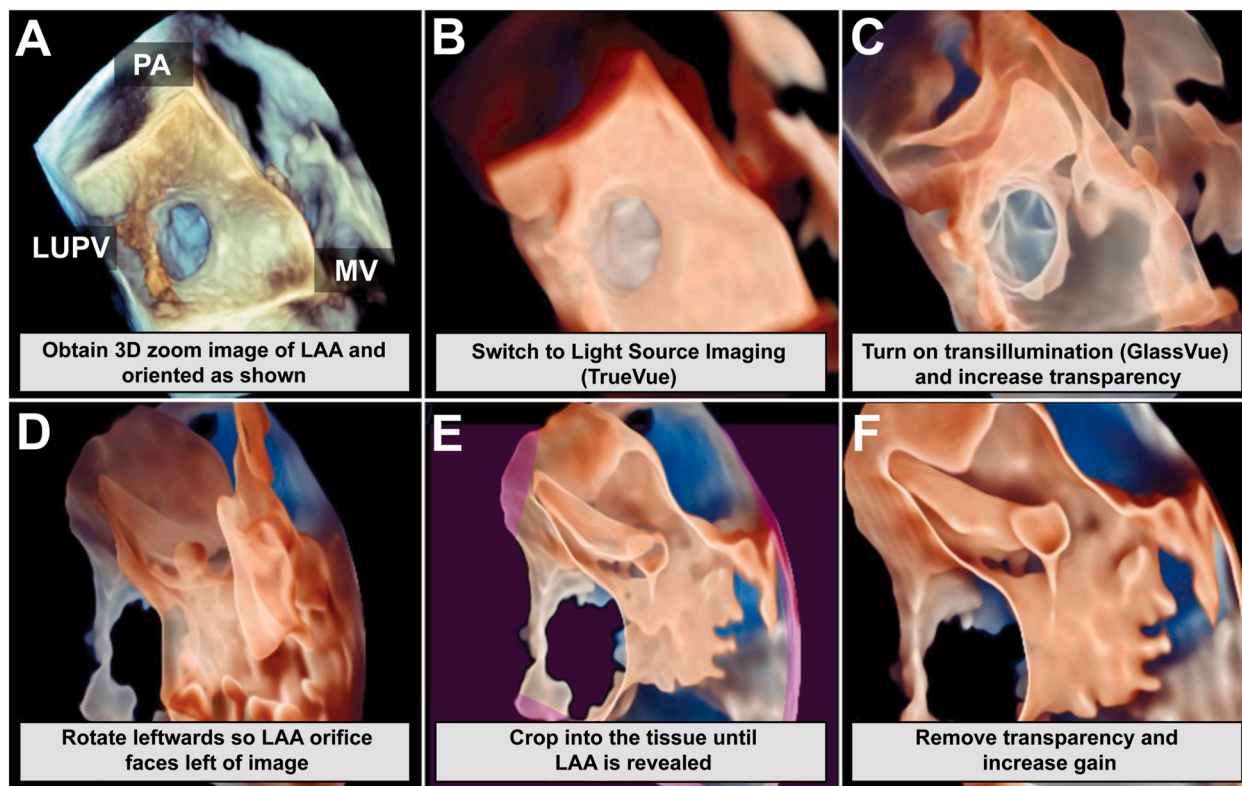 A
PA
LUPV
MV
Obtain 3D zoom image of LAA and
oriented as shown
B
Switch to Light Source Imaging
(TrueVue)
C
Turn on transillumination (GlassVue)
and increase transparency
D
Rotate leftwards so LAA orifice
faces left of image
E
Crop into the tissue until
LAA is revealed
F
Remove transparency and
increase gain